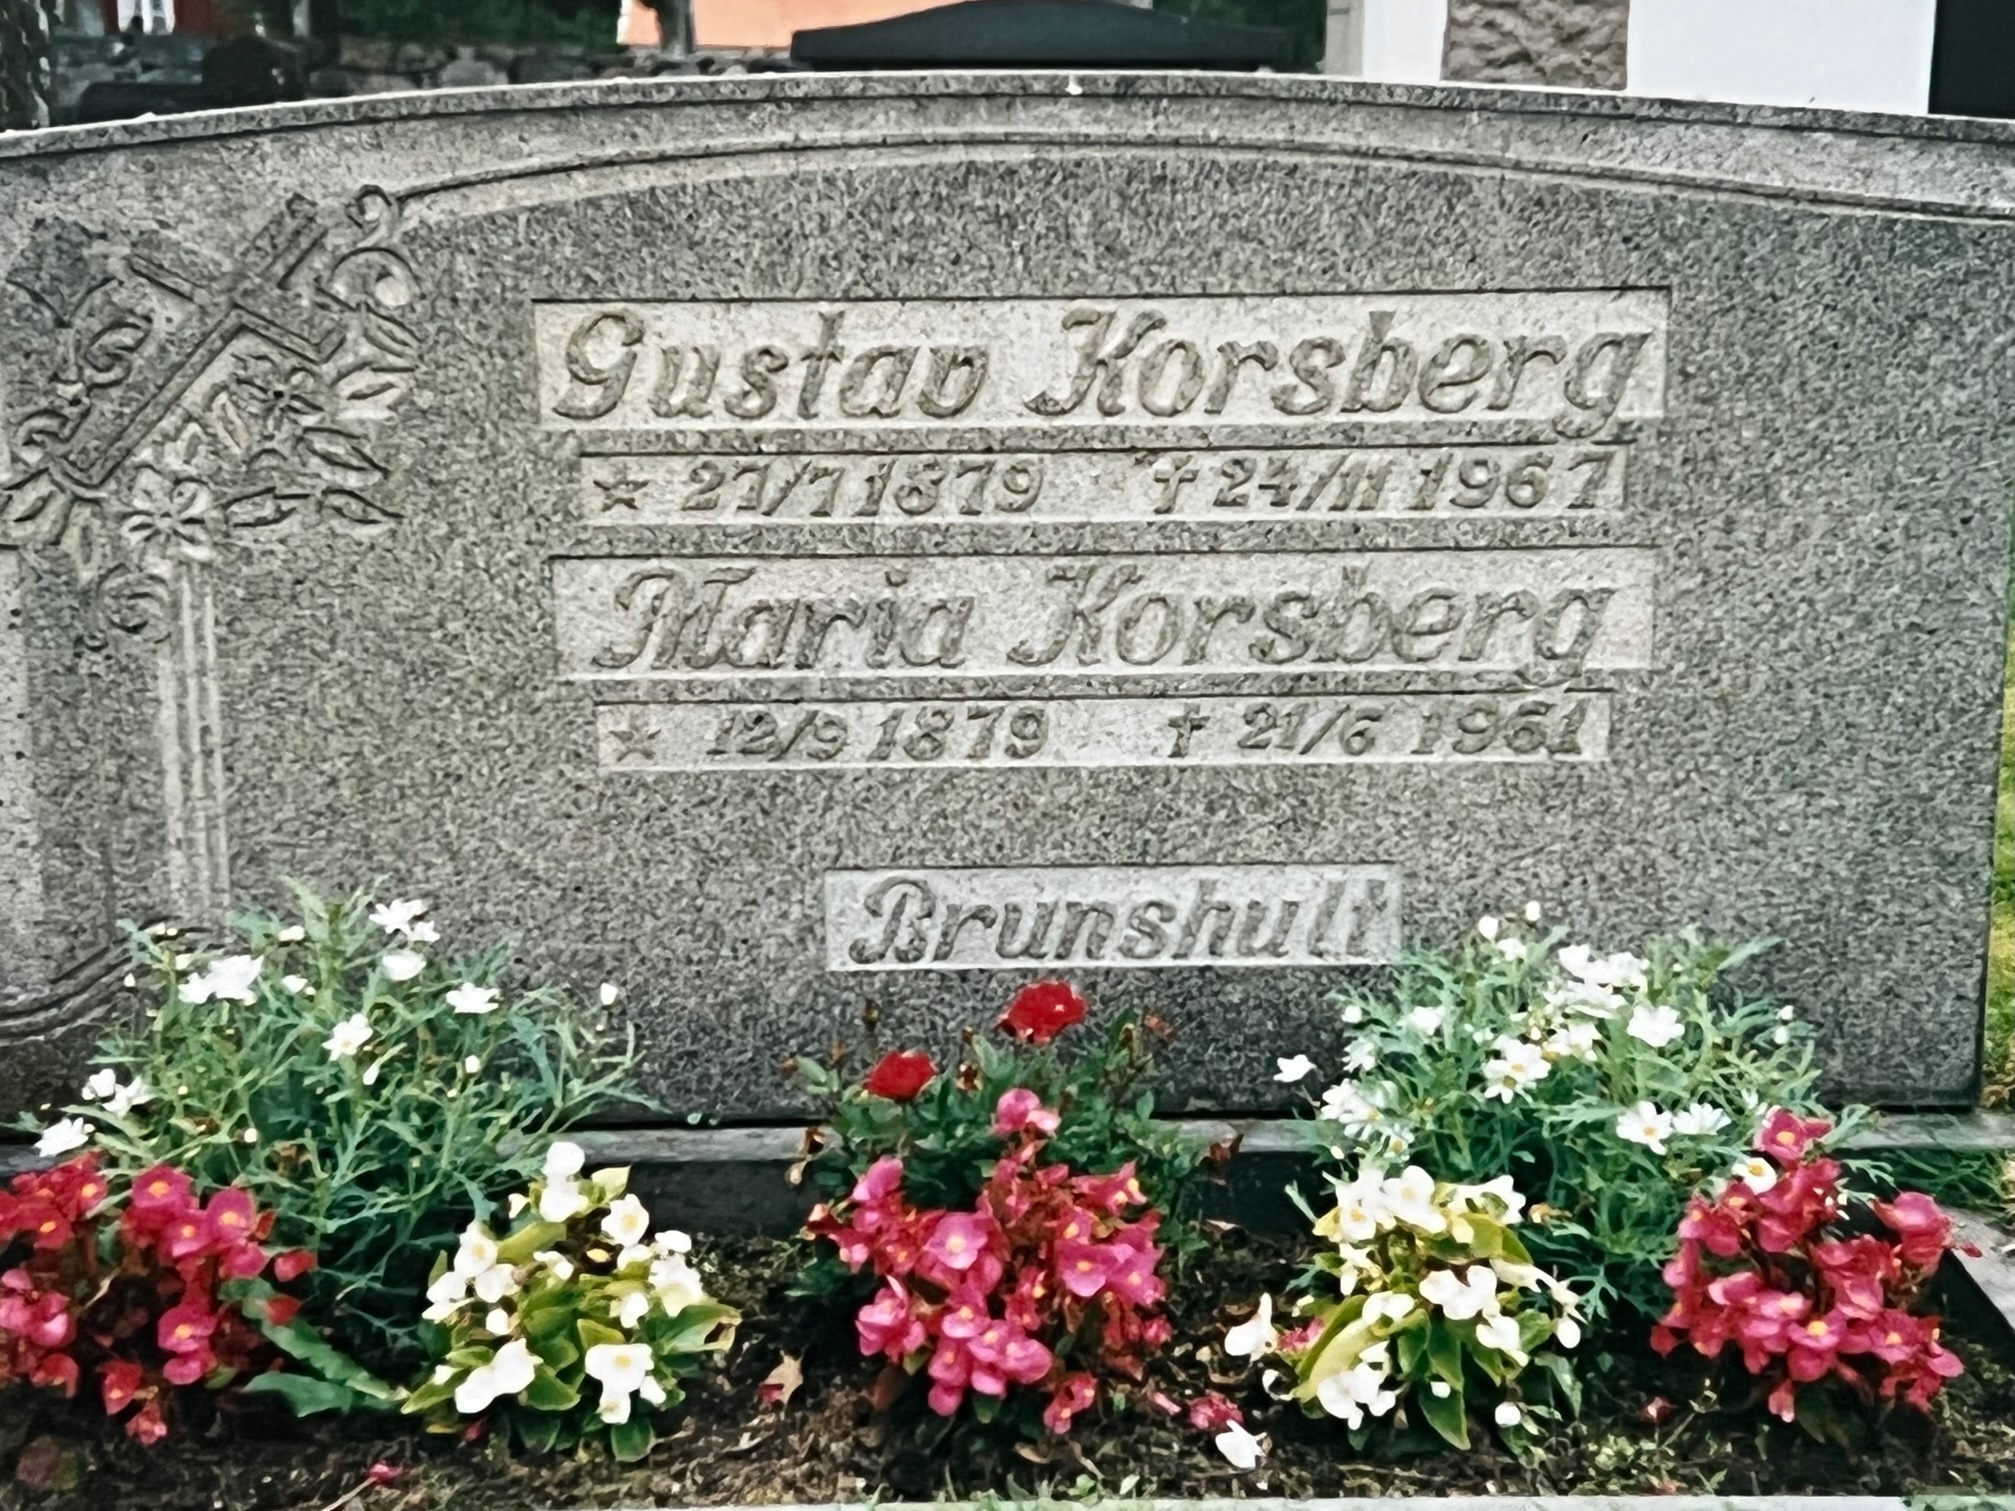 Gustav Korsberg
★ 27/7 1879 ✝ 24/11 1967
Maria Korsberg
★ 12/9 1879 ✝ 21/6 1961
Brunshult